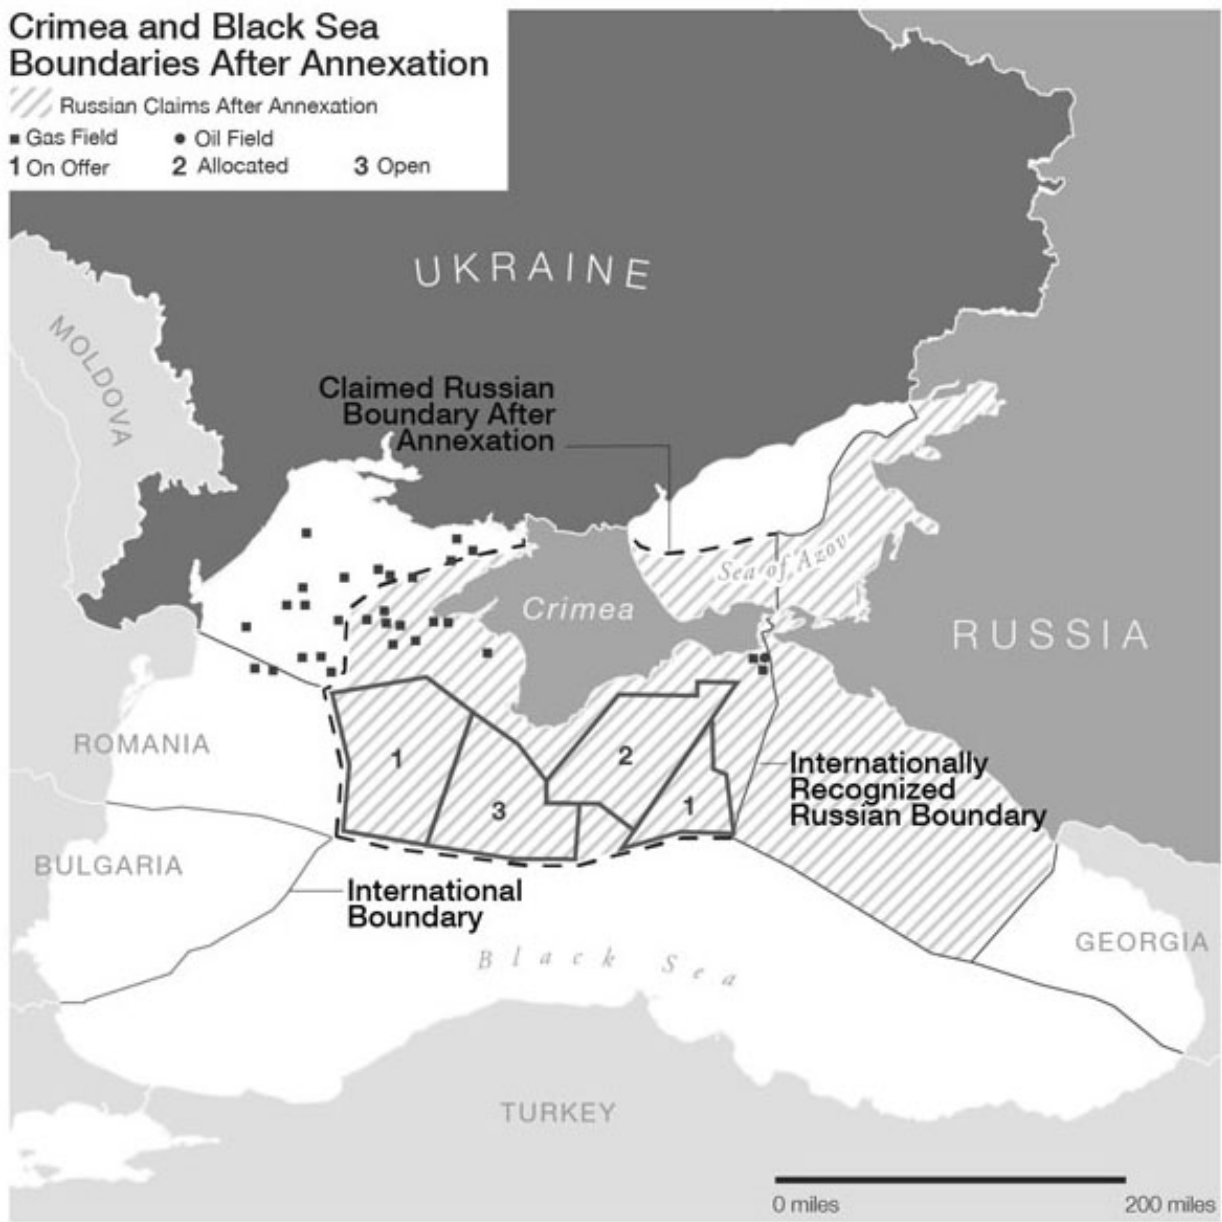 Crimea and Black Sea
Boundaries After Annexation
Russian Claims After Annexation
Gas Field
Oil Field
1 On Offer
2 Allocated
3 Open
UKRAINE
MOLDOVA
Claimed Russian
Boundary After
Annexation
Sea of Azov
Crimea
RUSSIA
ROMANIA
1
2
3
1
Internationally
Recognized
Russian Boundary
BULGARIA
International
Boundary
Black Sea
GEORGIA
TURKEY
0 miles
200 miles